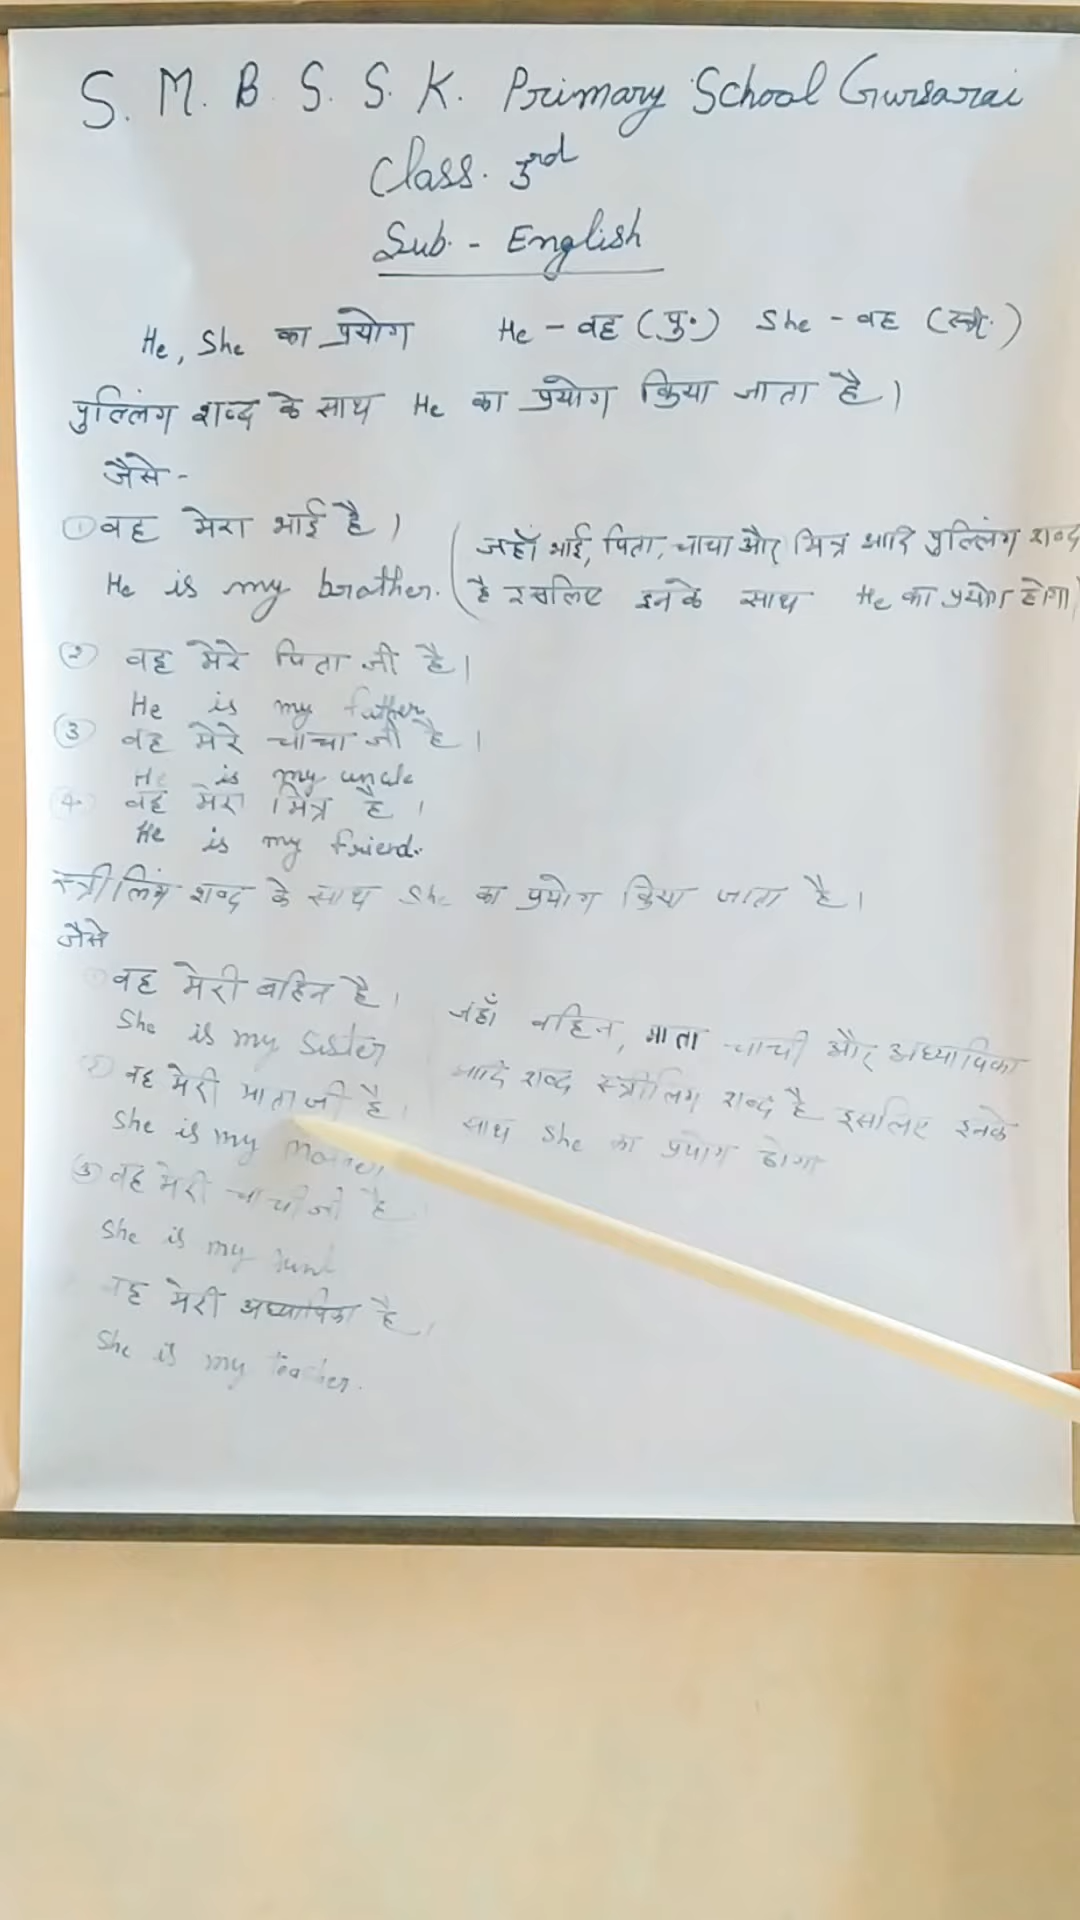 S. M. B. S. S. K. Primary School Gursarai
Class. 3rd
Sub. - English
He, She का प्रयोग He - वह (पु.) She - वह (स्त्री.)
पुल्लिंग शब्द के साथ He का प्रयोग किया जाता है।
जैसे -
① वह मेरा भाई है।
He is my brother.
(जहाँ भाई, पिता, चाचा और मित्र आदि पुल्लिंग शब्द
है इसलिए इनके साथ He का प्रयोग होगा)
② वह मेरे पिता जी है।
He is my father
③ वह मेरे चाचा जी है।
He is my uncle
4. वह मेरा मित्र है।
He is my friend.
स्त्रीलिंग शब्द के साथ She का प्रयोग किया जाता है।
जैसे
① वह मेरी बहिन है।
She is my sister
जहाँ बहिन, माता चाची और अध्यापिका
आदि शब्द स्त्रीलिंग शब्द है इसलिए इनके
साथ She का प्रयोग होगा
② वह मेरी माता जी है।
She is my mother
③ वह मेरी चाची जी है
She is my aunt
वह मेरी अध्यापिका है।
She is my teacher.